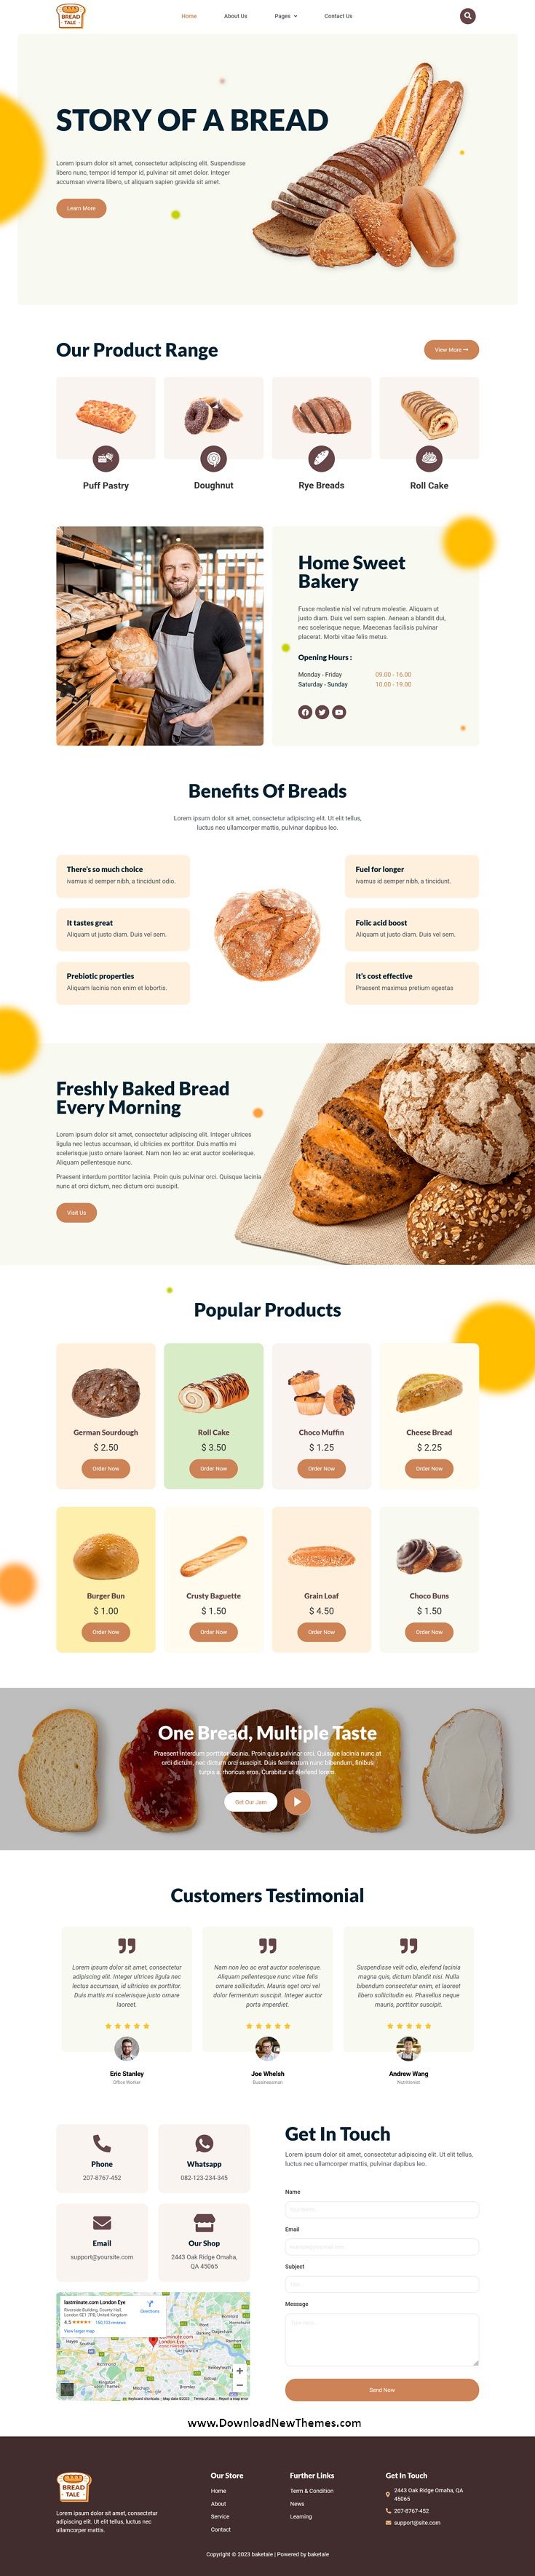 BREAD
TALE
Home
About Us
Pages
Contact Us
STORY OF A BREAD
Lorem ipsum dolor sit amet, consectetur adipiscing elit. Suspendisse
libero nunc, tempor id tempor id, pulvinar sit amet dolor. Integer
accumsan viverra libero, ut aliquam sapien gravida sit amet.
Learn More
Our Product Range
View More
Puff Pastry
Doughnut
Rye Breads
Roll Cake
Home Sweet
Bakery
Fusce molestie nisl vel rutrum molestie. Aliquam ut
justo diam. Duis vel sem sapien. Aenean a blandit dui,
nec scelerisque neque. Maecenas facilisis pulvinar
placerat. Morbi vitae felis metus.
Opening Hours :
Monday - Friday 09.00 - 16.00
Saturday - Sunday 10.00 - 19.00
Benefits Of Breads
Lorem ipsum dolor sit amet, consectetur adipiscing elit. Ut elit tellus,
luctus nec ullamcorper mattis, pulvinar dapibus leo.
There's so much choice
ivamus id semper nibh, a tincidunt odio.
It tastes great
Aliquam ut justo diam. Duis vel sem.
Prebiotic properties
Aliquam lacinia non enim et lobortis.
Fuel for longer
ivamus id semper nibh, a tincidunt.
Folic acid boost
Aliquam ut justo diam. Duis vel sem.
It's cost effective
Praesent maximus pretium egestas
Freshly Baked Bread
Every Morning
Lorem ipsum dolor sit amet, consectetur adipiscing elit. Integer ultrices
ligula nec lectus accumsan, id ultricies ex porttitor. Duis mattis mi
scelerisque justo ornare laoreet. Nam non leo ac erat auctor scelerisque.
Aliquam pellentesque nunc.
Praesent interdum porttitor lacinia. Proin quis pulvinar orci. Quisque lacinia
nunc at orci dictum, nec dictum orci suscipit.
Visit Us
Popular Products
German Sourdough
$ 2.50
Order Now
Roll Cake
$ 3.50
Order Now
Choco Muffin
$ 1.25
Order Now
Cheese Bread
$ 2.25
Order Now
Burger Bun
$ 1.00
Order Now
Crusty Baguette
$ 1.50
Order Now
Grain Loaf
$ 4.50
Order Now
Choco Buns
$ 1.50
Order Now
One Bread, Multiple Taste
Praesent interdum porttitor lacinia. Proin quis pulvinar orci. Quisque lacinia nunc at
orci dictum, nec dictum orci suscipit. Duis fermentum nunc bibendum, finibus
turpis a, rhoncus eros. Curabitur ut eleifend lorem.
Get Our Jam
Customers Testimonial
Lorem ipsum dolor sit amet, consectetur
adipiscing elit. Integer ultrices ligula nec
lectus accumsan, id ultricies ex porttitor.
Duis mattis mi scelerisque justo ornare
laoreet.
Eric Stanley
Office Worker
Nam non leo ac erat auctor scelerisque.
Aliquam pellentesque nunc vitae felis
ornare sollicitudin. Mauris eget orci vel
dolor fermentum suscipit. Integer auctor
porta imperdiet.
Joe Whelsh
Bussinessman
Suspendisse velit odio, eleifend lacinia
magna quis, dictum blandit nisi. Nulla
bibendum consectetur enim, et laoreet
libero sollicitudin eu. Phasellus neque
mauris, porttitor suscipit.
Andrew Wang
Nutritionist
Phone
207-8767-452
Whatsapp
082-123-234-345
Email
support@yoursite.com
Our Shop
2443 Oak Ridge Omaha,
QA 45065
lastminute.com London Eye
Riverside Building, County Hall,
London SE1 7PB, United Kingdom
4.5
View larger map
Directions
Get In Touch
Lorem ipsum dolor sit amet, consectetur adipiscing elit. Ut elit tellus,
luctus nec ullamcorper mattis, pulvinar dapibus leo.
Name
Email
Subject
Message
Send Now
www.DownloadNewThemes.com
BREAD
TALE
Lorem ipsum dolor sit amet, consectetur
adipiscing elit. Ut elit tellus, luctus nec
ullamcorper mattis.
Our Store
Home
About
Service
Contact
Further Links
Term & Condition
News
Learning
Get In Touch
2443 Oak Ridge Omaha, QA
45065
207-8767-452
support@site.com
Copyright © 2023 baketale | Powered by baketale